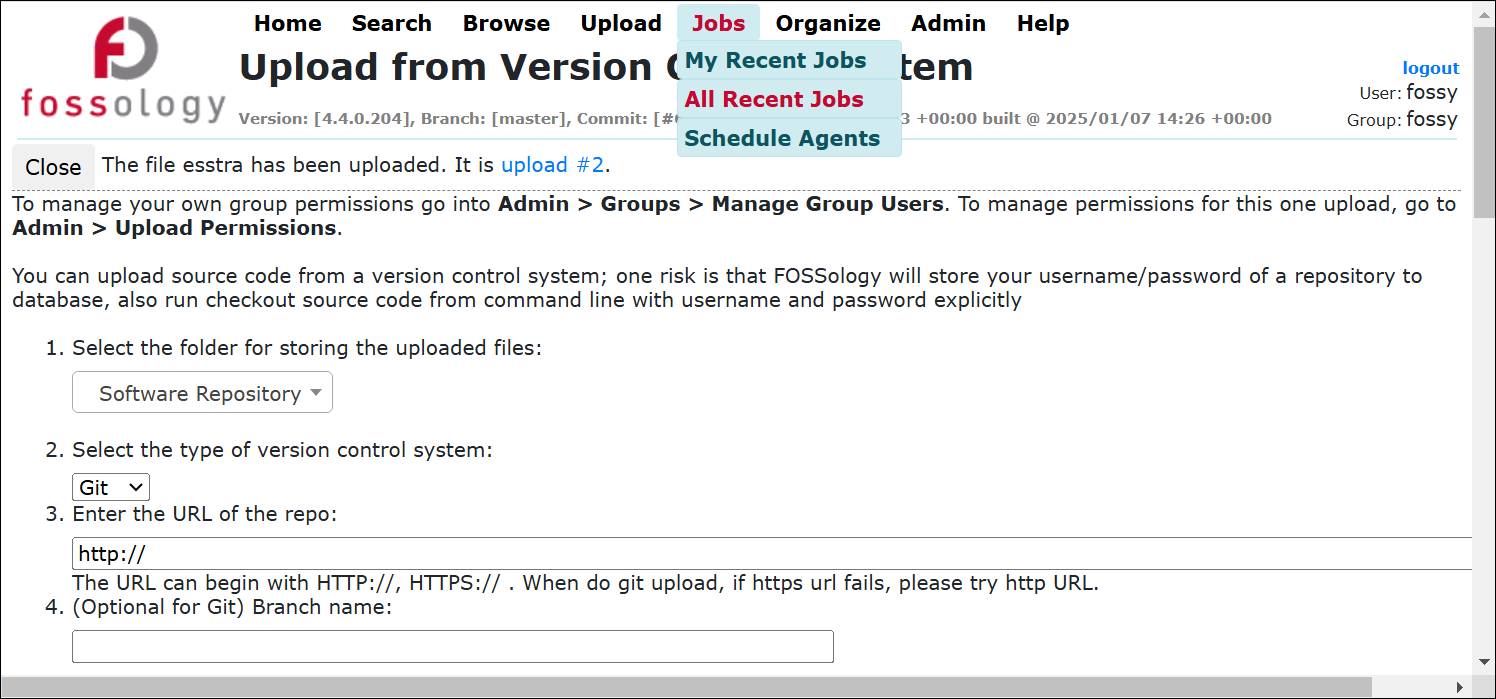 Home Search Browse Upload Jobs Organize Admin Help
fossology
Upload from Version tem
My Recent Jobs
All Recent Jobs
Schedule Agents
Version: [4.4.0.204], Branch: [master], Commit: [# 3 +00:00 built @ 2025/01/07 14:26 +00:00
logout
User: fossy
Group: fossy
Close The file esstra has been uploaded. It is upload #2.
To manage your own group permissions go into Admin > Groups > Manage Group Users. To manage permissions for this one upload, go to
Admin > Upload Permissions.
You can upload source code from a version control system; one risk is that FOSSology will store your username/password of a repository to
database, also run checkout source code from command line with username and password explicitly
1. Select the folder for storing the uploaded files:
Software Repository
2. Select the type of version control system:
Git
3. Enter the URL of the repo:
http://
The URL can begin with HTTP://, HTTPS:// . When do git upload, if https url fails, please try http URL.
4. (Optional for Git) Branch name: